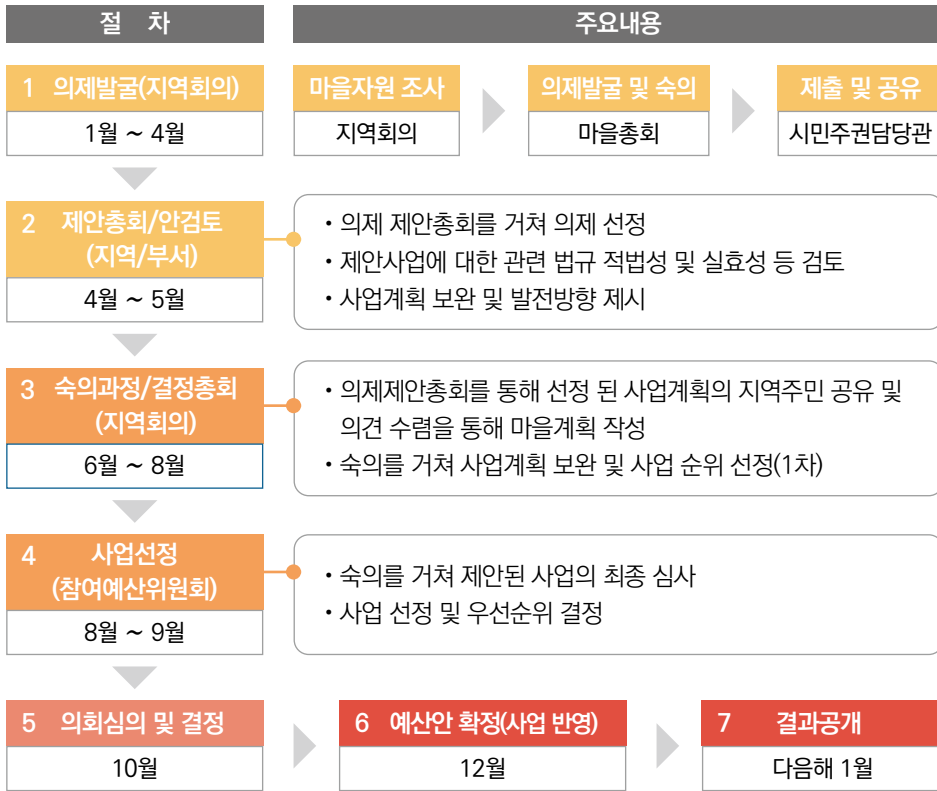 절 차
주요내용
1 의제발굴(지역회의)
1월 ~ 4월
마을자원 조사
지역회의
의제발굴 및 숙의
마을총회
제출 및 공유
시민주권담당관
2 제안총회/안검토
(지역/부서)
4월 ~ 5월
・의제 제안총회를 거쳐 의제 선정
・제안사업에 대한 관련 법규 적법성 및 실효성 등 검토
・사업계획 보완 및 발전방향 제시
3 숙의과정/결정총회
(지역회의)
6월 ~ 8월
・의제제안총회를 통해 선정 된 사업계획의 지역주민 공유 및
의견 수렴을 통해 마을계획 작성
・숙의를 거쳐 사업계획 보완 및 사업 순위 선정(1차)
4 사업선정
(참여예산위원회)
8월 ~ 9월
・숙의를 거쳐 제안된 사업의 최종 심사
・사업 선정 및 우선순위 결정
5 의회심의 및 결정
10월
6 예산안 확정(사업 반영)
12월
7 결과공개
다음해 1월